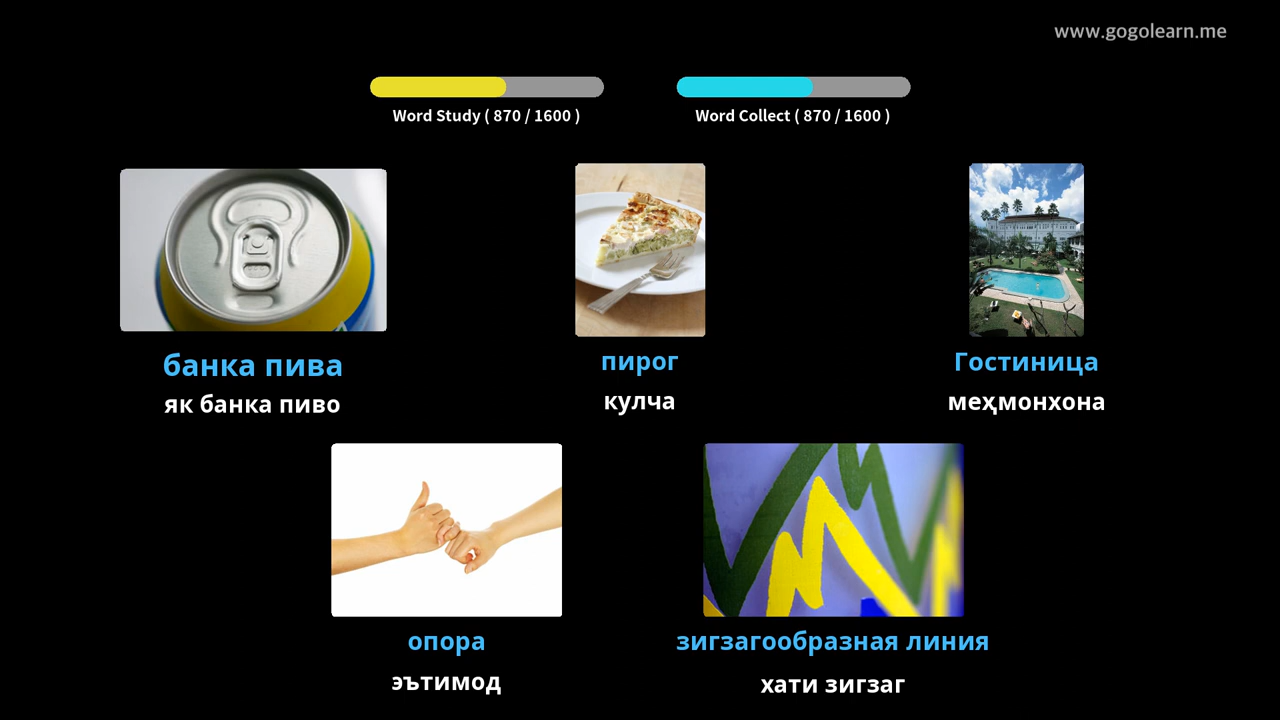 www.gogolearn.me
Word Study ( 870 / 1600 )
Word Collect ( 870 / 1600 )
банка пива
як банка пиво
пирог
кулча
Гостиница
меҳмонхона
опора
эътимод
зигзагообразная линия
хати зигзаг